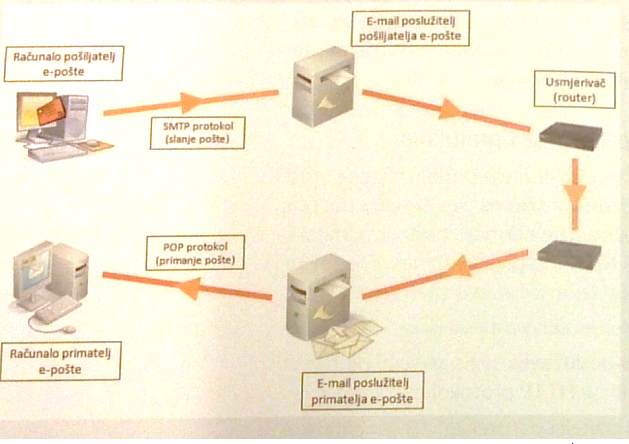 E-mail poslužitelj
pošiljatelja e-pošte
Računalo pošiljatelj
e-pošte
Usmjerivač
(router)
SMTP protokol
(slanje pošte)
POP protokol
(primanje pošte)
Računalo primatelj
e-pošte
E-mail poslužitelj
primatelja e-pošte